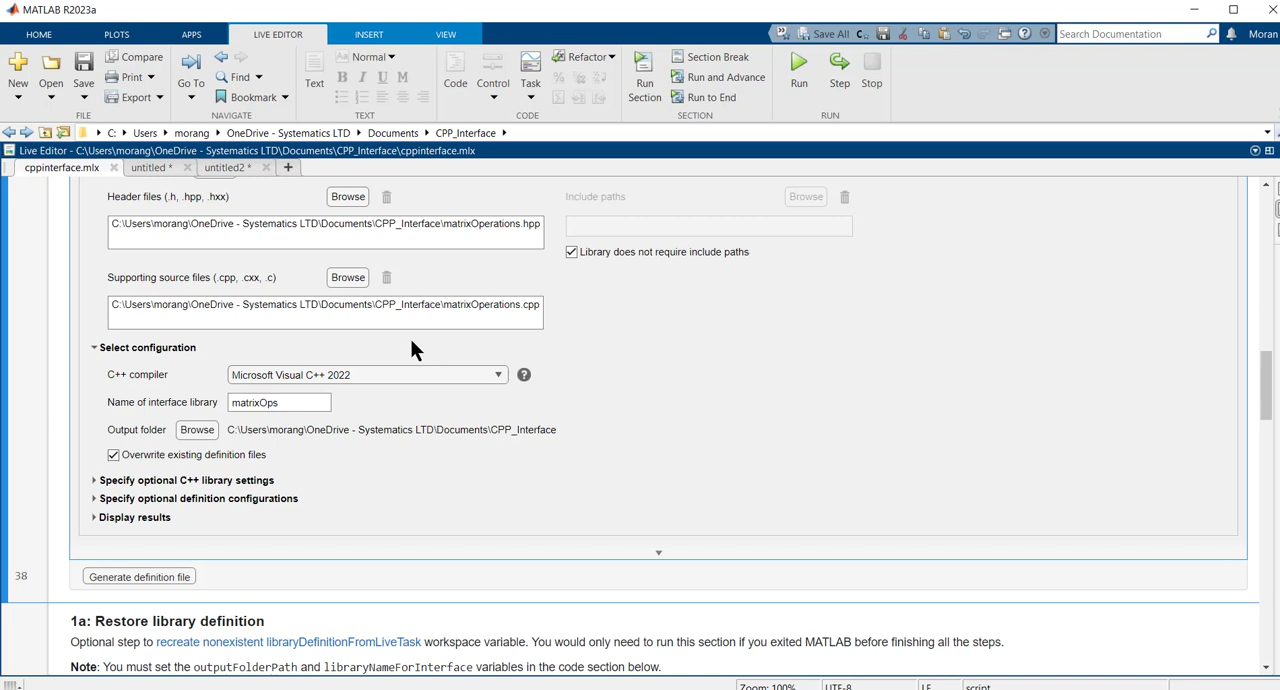 MATLAB R2023a
HOME PLOTS APPS LIVE EDITOR INSERT VIEW Save All Search Documentation Moran
New Open Save Compare Print Export Go To Find Bookmark Text Normal B I U M Code Control Task Refactor Run Section Section Break Run and Advance Run to End Run Step Stop
FILE NAVIGATE TEXT CODE SECTION RUN
C: Users morang OneDrive - Systematics LTD Documents CPP_Interface
Live Editor - C:\Users\morang\OneDrive - Systematics LTD\Documents\CPP_Interface\cppinterface.mlx
cppinterface.mlx untitled * untitled2 * +
Header files (.h, .hpp, .hxx) Browse Include paths Browse
C:\Users\morang\OneDrive - Systematics LTD\Documents\CPP_Interface\matrixOperations.hpp
Library does not require include paths
Supporting source files (.cpp, .cxx, .c) Browse
C:\Users\morang\OneDrive - Systematics LTD\Documents\CPP_Interface\matrixOperations.cpp
Select configuration
C++ compiler Microsoft Visual C++ 2022
Name of interface library matrixOps
Output folder Browse C:\Users\morang\OneDrive - Systematics LTD\Documents\CPP_Interface
Overwrite existing definition files
Specify optional C++ library settings
Specify optional definition configurations
Display results
38 Generate definition file
1a: Restore library definition
Optional step to recreate nonexistent libraryDefinitionFromLiveTask workspace variable. You would only need to run this section if you exited MATLAB before finishing all the steps.
Note: You must set the outputFolderPath and libraryNameForInterface variables in the code section below.
Zoom: 100% UTF-8 LF script